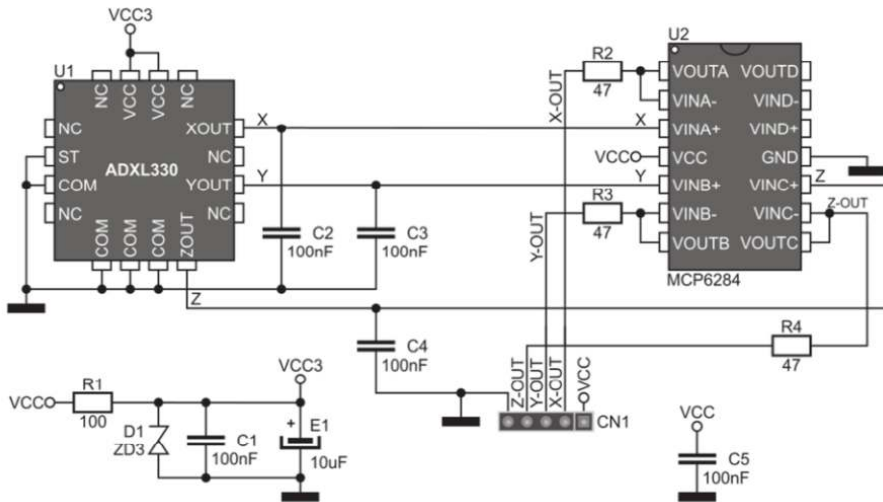 VCC3
U1
NC
VCC
VCC
NC
NC
ST
COM
NC
ADXL330
XOUT
NC
YOUT
NC
COM
COM
COM
ZOUT
X
Y
Z
C2
100nF
C3
100nF
C4
100nF
U2
R2
47
X-OUT
X
VCC
Y
R3
47
Y-OUT
VOUTA
VINA-
VINA+
VCC
VINB+
VINB-
VOUTB
VOUTD
VIND-
VIND+
GND
VINC+
VINC-
VOUTC
MCP6284
Z
Z-OUT
R4
47
Z-OUT
Y-OUT
X-OUT
VCC
CN1
VCC
R1
100
VCC3
D1
ZD3
C1
100nF
+
E1
10uF
VCC
C5
100nF